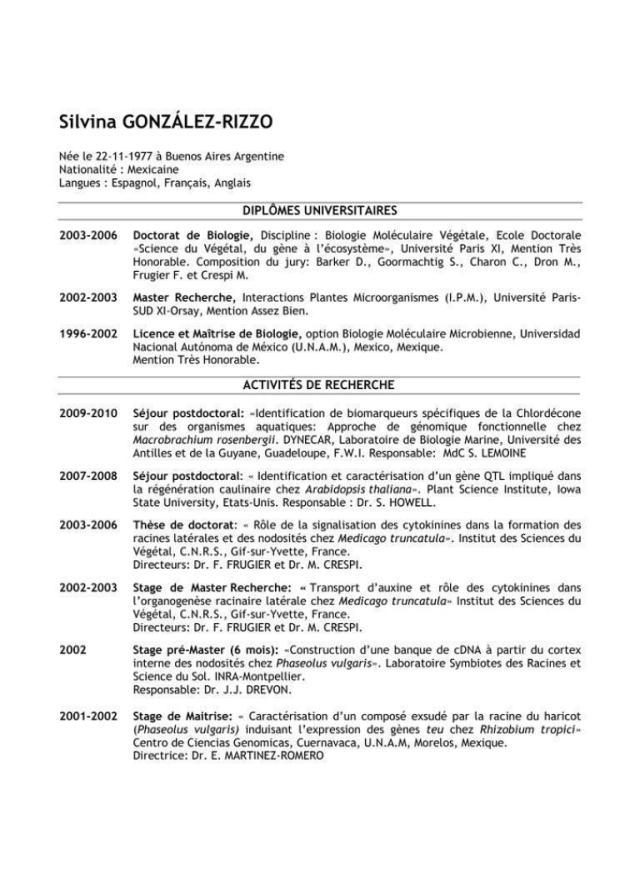 Silvina GONZÁLEZ-RIZZO
Née le 22-11-1977 à Buenos Aires Argentine
Nationalité : Mexicaine
Langues : Espagnol, Français, Anglais
DIPLÔMES UNIVERSITAIRES
2003-2006 Doctorat de Biologie, Discipline : Biologie Moléculaire Végétale, Ecole Doctorale
«Science du Végétal, du gène à l'écosystème», Université Paris XI, Mention Très
Honorable. Composition du jury: Barker D., Goormachtig S., Charon C., Dron M.,
Frugier F. et Crespi M.
2002-2003 Master Recherche, Interactions Plantes Microorganismes (I.P.M.), Université Paris-
SUD XI-Orsay, Mention Assez Bien.
1996-2002 Licence et Maîtrise de Biologie, option Biologie Moléculaire Microbienne, Universidad
Nacional Autónoma de México (U.N.A.M.), Mexico, Mexique.
Mention Très Honorable.
ACTIVITÉS DE RECHERCHE
2009-2010 Séjour postdoctoral: «Identification de biomarqueurs spécifiques de la Chlordécone
sur des organismes aquatiques: Approche de génomique fonctionnelle chez
Macrobrachium rosenbergii. DYNECAR, Laboratoire de Biologie Marine, Université des
Antilles et de la Guyane, Guadeloupe, F.W.I. Responsable: MdC S. LEMOINE
2007-2008 Séjour postdoctoral: « Identification et caractérisation d'un gène QTL impliqué dans
la régénération caulinaire chez Arabidopsis thaliana». Plant Science Institute, Iowa
State University, Etats-Unis. Responsable : Dr. S. HOWELL.
2003-2006 Thèse de doctorat: « Rôle de la signalisation des cytokinines dans la formation des
racines latérales et des nodosités chez Medicago truncatula». Institut des Sciences du
Végétal, C.N.R.S., Gif-sur-Yvette, France.
Directeurs: Dr. F. FRUGIER et Dr. M. CRESPI.
2002-2003 Stage de Master Recherche: « Transport d'auxine et rôle des cytokinines dans
l'organogenèse racinaire latérale chez Medicago truncatula» Institut des Sciences du
Végétal, C.N.R.S., Gif-sur-Yvette, France.
Directeurs: Dr. F. FRUGIER et Dr. M. CRESPI.
2002 Stage pré-Master (6 mois): «Construction d'une banque de cDNA à partir du cortex
interne des nodosités chez Phaseolus vulgaris». Laboratoire Symbiotes des Racines et
Science du Sol. INRA-Montpellier.
Responsable: Dr. J.J. DREVON.
2001-2002 Stage de Maitrise: « Caractérisation d'un composé exsudé par la racine du haricot
(Phaseolus vulgaris) induisant l'expression des gènes teu chez Rhizobium tropici»
Centro de Ciencias Genomicas, Cuernavaca, U.N.A.M, Morelos, Mexique.
Directrice: Dr. E. MARTINEZ-ROMERO